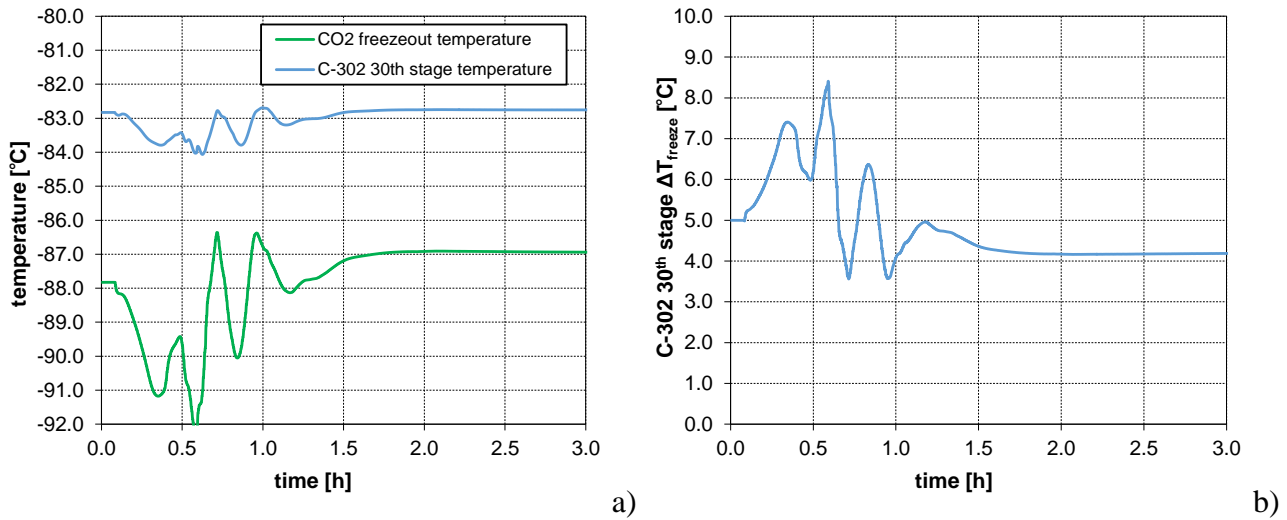 -80.0
-81.0
-82.0
-83.0
-84.0
-85.0
-86.0
-87.0
-88.0
-89.0
-90.0
-91.0
-92.0
temperature [°C]
CO2 freezeout temperature
C-302 30th stage temperature
0.0 0.5 1.0 1.5 2.0 2.5 3.0
time [h]
a)
10.0
9.0
8.0
7.0
6.0
5.0
4.0
3.0
2.0
1.0
0.0
C-302 30th stage ΔTfreeze [°C]
0.0 0.5 1.0 1.5 2.0 2.5 3.0
time [h]
b)